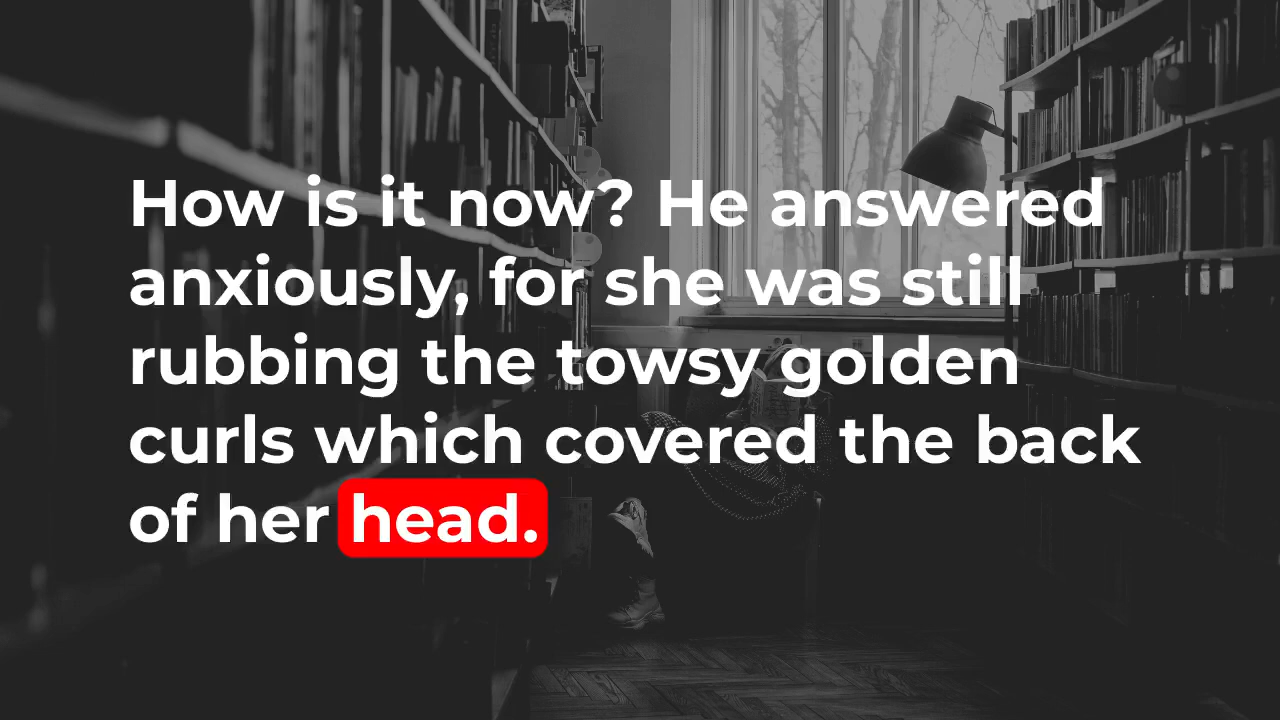 How is it now? He answered
anxiously, for she was still
rubbing the towsy golden
curls which covered the back
of her head.